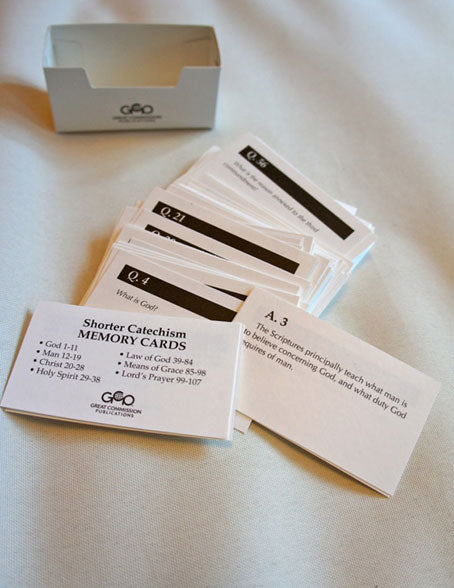 GCP
GREAT COMMISSION
PUBLICATIONS
Q. 56
What is the reason annexed to the third
commandment?
Q. 21
Q. 4
What is God?
Shorter Catechism
MEMORY CARDS
• God 1-11
• Man 12-19
• Christ 20-28
• Holy Spirit 29-38
• Law of God 39-84
• Means of Grace 85-98
• Lord's Prayer 99-107
GCP
GREAT COMMISSION
PUBLICATIONS
A. 3
The Scriptures principally teach what man is
to believe concerning God, and what duty God
requires of man.